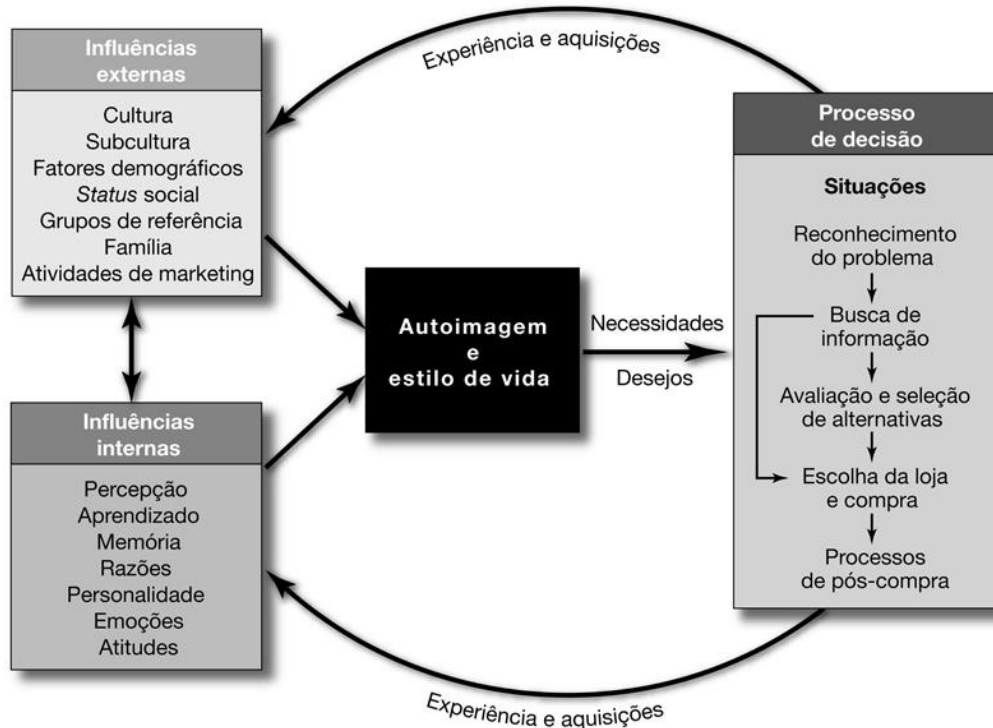 Influências
externas
Cultura
Subcultura
Fatores demográficos
Status social
Grupos de referência
Família
Atividades de marketing
Influências
internas
Percepção
Aprendizado
Memória
Razões
Personalidade
Emoções
Atitudes
Experiência e aquisições
Autoimagem
e
estilo de vida
Necessidades
Desejos
Processo
de decisão
Situações
Reconhecimento
do problema
Busca de
informação
Avaliação e seleção
de alternativas
Escolha da loja
e compra
Processos
de pós-compra
Experiência e aquisições